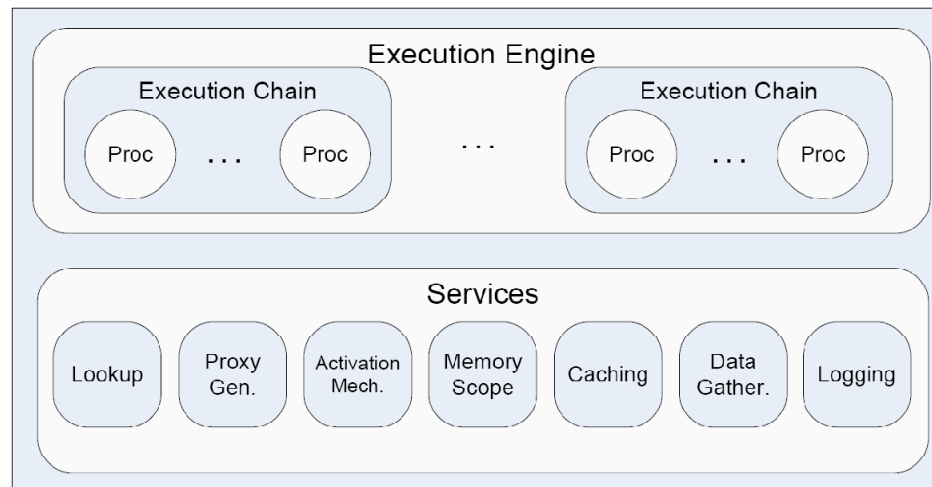 Execution Engine
Execution Chain
Proc
...
Proc
...
Execution Chain
Proc
...
Proc
Services
Lookup
Proxy
Gen.
Activation
Mech.
Memory
Scope
Caching
Data
Gather.
Logging